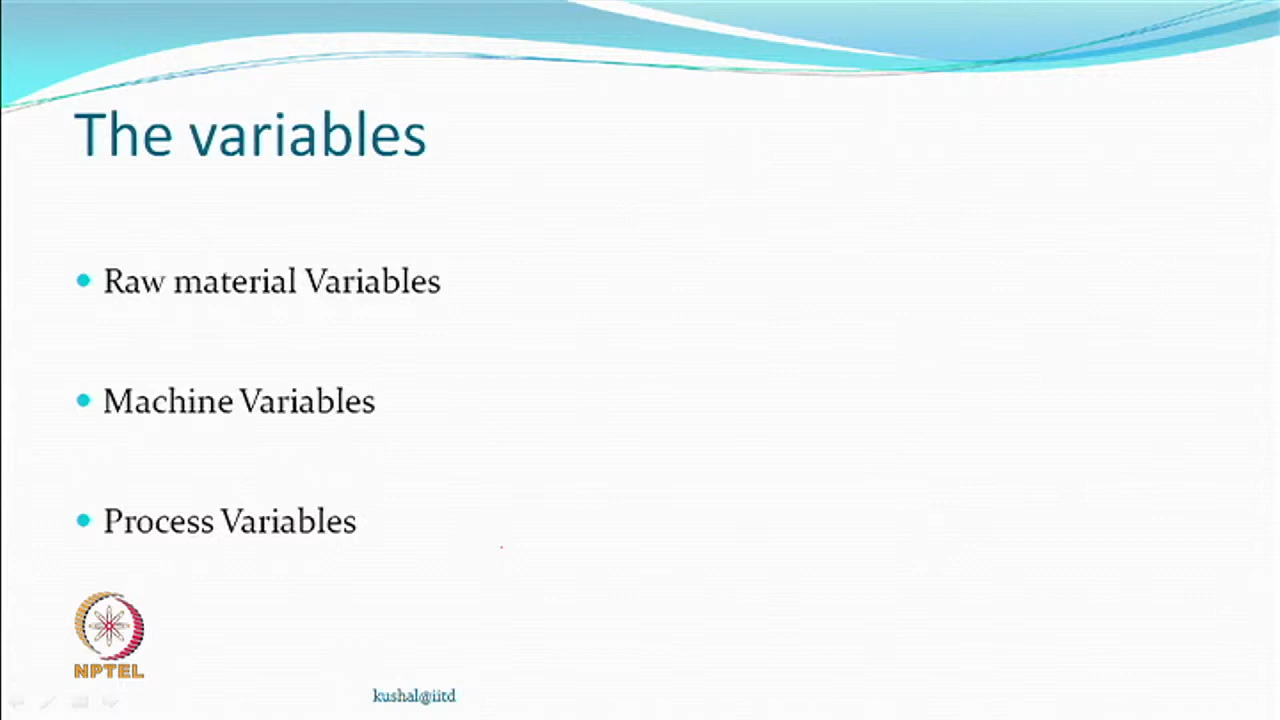 The variables
Raw material Variables
Machine Variables
Process Variables
NPTEL
kushal@iitd